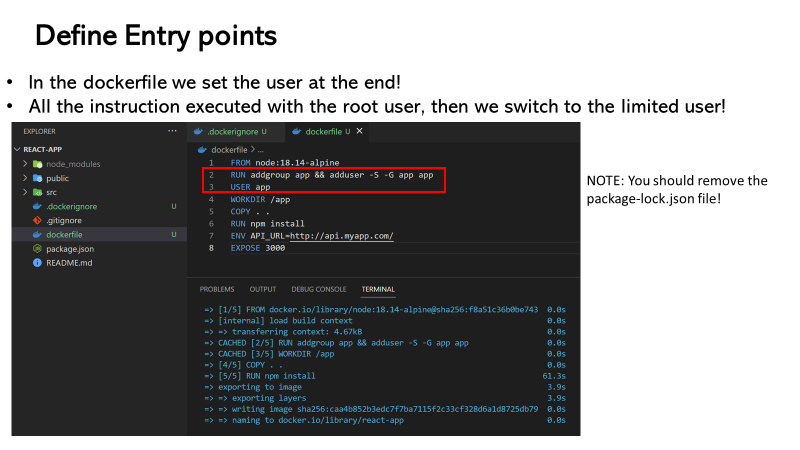 Define Entry points
• In the dockerfile we set the user at the end!
• All the instruction executed with the root user, then we switch to the limited user!
EXPLORER ···
REACT-APP
node_modules
public
src
.dockerignore U
.gitignore
dockerfile U
package.json
README.md
.dockerignore U dockerfile U ×
dockerfile > ...
1 FROM node:18.14-alpine
2 RUN addgroup app && adduser -S -G app app
3 USER app
4 WORKDIR /app
5 COPY . .
6 RUN npm install
7 ENV API_URL=http://api.myapp.com/
8 EXPOSE 3000
PROBLEMS OUTPUT DEBUG CONSOLE TERMINAL
=> [1/5] FROM docker.io/library/node:18.14-alpine@sha256:f8a51c36b0be743 0.0s
=> [internal] load build context 0.0s
=> => transferring context: 4.67kB 0.0s
=> CACHED [2/5] RUN addgroup app && adduser -S -G app app 0.0s
=> CACHED [3/5] WORKDIR /app 0.0s
=> [4/5] COPY . . 0.0s
=> [5/5] RUN npm install 61.3s
=> exporting to image 3.9s
=> => exporting layers 3.9s
=> => writing image sha256:caa4b852b3edc7f7ba7115f2c33cf328d6a1d8725db79 0.0s
=> => naming to docker.io/library/react-app 0.0s
NOTE: You should remove the
package-lock.json file!